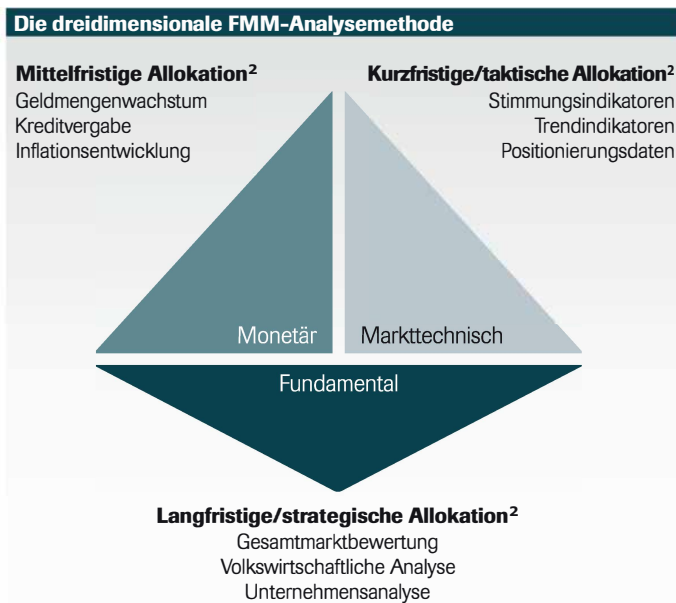 Die dreidimensionale FMM-Analysemethode
Mittelfristige Allokation²
Geldmengenwachstum
Kreditvergabe
Inflationsentwicklung
Kurzfristige/taktische Allokation²
Stimmungsindikatoren
Trendindikatoren
Positionierungsdaten
Monetär
Markttechnisch
Fundamental
Langfristige/strategische Allokation²
Gesamtmarktbewertung
Volkswirtschaftliche Analyse
Unternehmensanalyse